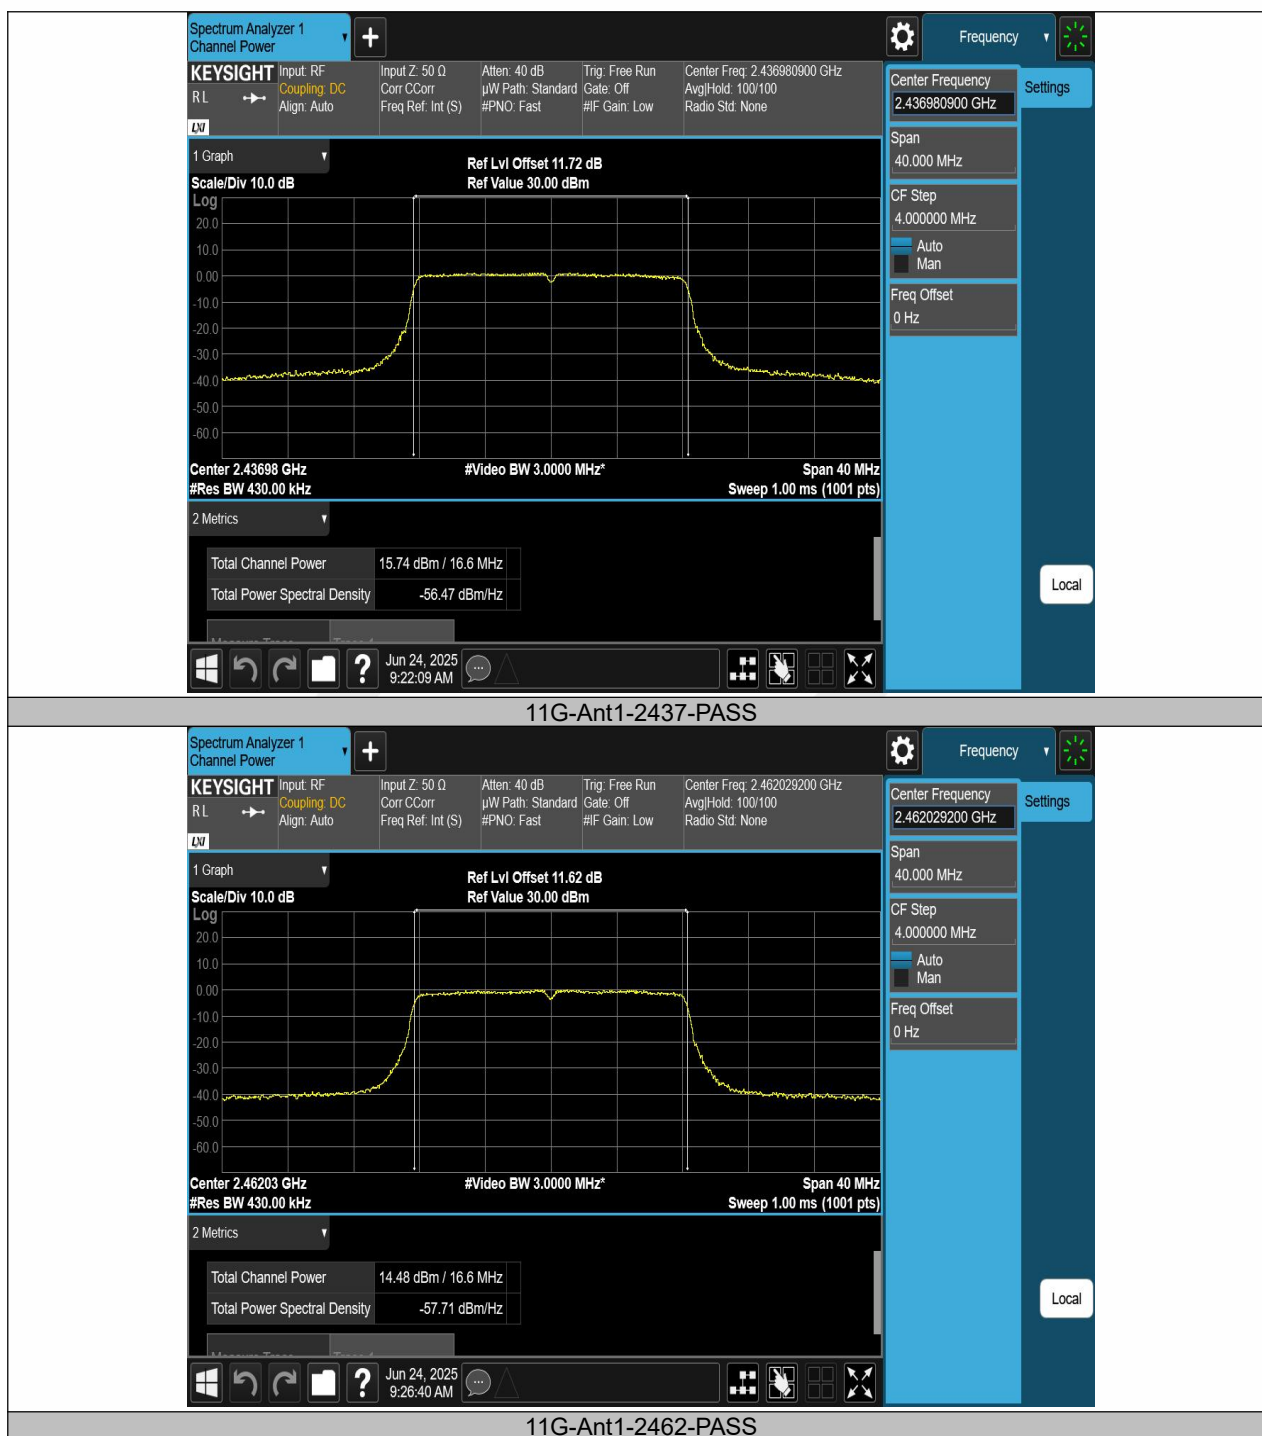 Spectrum Analyzer 1
Channel Power
+
Frequency
KEYSIGHT
RL
LXI
Input: RF
Coupling: DC
Align: Auto
Input Z: 50 Ω
Corr CCorr
Freq Ref: Int (S)
Atten: 40 dB
µW Path: Standard
#PNO: Fast
Trig: Free Run
Gate: Off
#IF Gain: Low
Center Freq: 2.436980900 GHz
Avg|Hold: 100/100
Radio Std: None
Center Frequency
2.436980900 GHz
Settings
Span
40.000 MHz
CF Step
4.000000 MHz
Auto
Man
Freq Offset
0 Hz
Local
1 Graph
Scale/Div 10.0 dB
Ref Lvl Offset 11.72 dB
Ref Value 30.00 dBm
Log
20.0
10.0
0.00
-10.0
-20.0
-30.0
-40.0
-50.0
-60.0
Center 2.43698 GHz
#Video BW 3.0000 MHz*
Span 40 MHz
#Res BW 430.00 kHz
Sweep 1.00 ms (1001 pts)
2 Metrics
Total Channel Power 15.74 dBm / 16.6 MHz
Total Power Spectral Density -56.47 dBm/Hz
?
Jun 24, 2025
9:22:09 AM
11G-Ant1-2437-PASS
Spectrum Analyzer 1
Channel Power
+
Frequency
KEYSIGHT
RL
LXI
Input: RF
Coupling: DC
Align: Auto
Input Z: 50 Ω
Corr CCorr
Freq Ref: Int (S)
Atten: 40 dB
µW Path: Standard
#PNO: Fast
Trig: Free Run
Gate: Off
#IF Gain: Low
Center Freq: 2.462029200 GHz
Avg|Hold: 100/100
Radio Std: None
Center Frequency
2.462029200 GHz
Settings
Span
40.000 MHz
CF Step
4.000000 MHz
Auto
Man
Freq Offset
0 Hz
Local
1 Graph
Scale/Div 10.0 dB
Ref Lvl Offset 11.62 dB
Ref Value 30.00 dBm
Log
20.0
10.0
0.00
-10.0
-20.0
-30.0
-40.0
-50.0
-60.0
Center 2.46203 GHz
#Video BW 3.0000 MHz*
Span 40 MHz
#Res BW 430.00 kHz
Sweep 1.00 ms (1001 pts)
2 Metrics
Total Channel Power 14.48 dBm / 16.6 MHz
Total Power Spectral Density -57.71 dBm/Hz
?
Jun 24, 2025
9:26:40 AM
11G-Ant1-2462-PASS